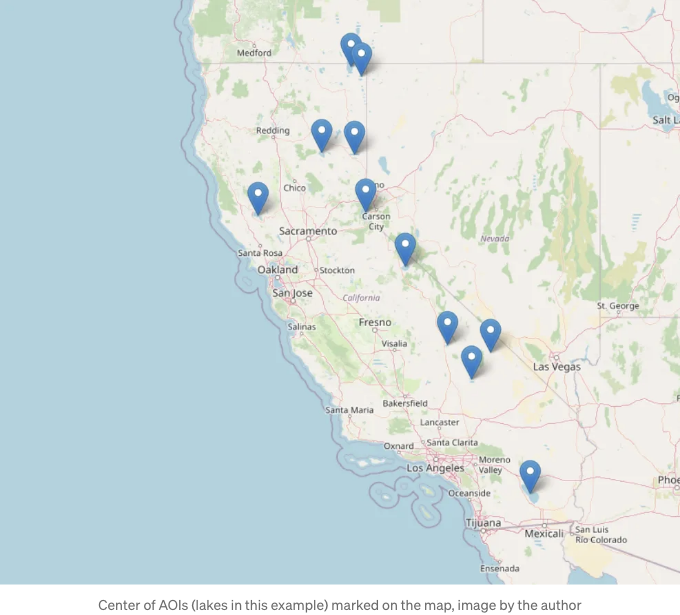 Medford
Og
Salt L
Redding
Chico
no
Carson
City
Sacramento
Nevada
Santa Rosa
Oakland
Stockton
San Jose
California
St. George
Salinas
Fresno
Visalia
Las Vegas
Bakersfield
Santa Maria
Lancaster
Oxnard
Santa Clarita
Moreno
Valley
Los Angeles
Phoe
Oceanside
Tijuana
Mexicali
San Luis
Río Colorado
Ensenada
Center of AOIs (lakes in this example) marked on the map, image by the author